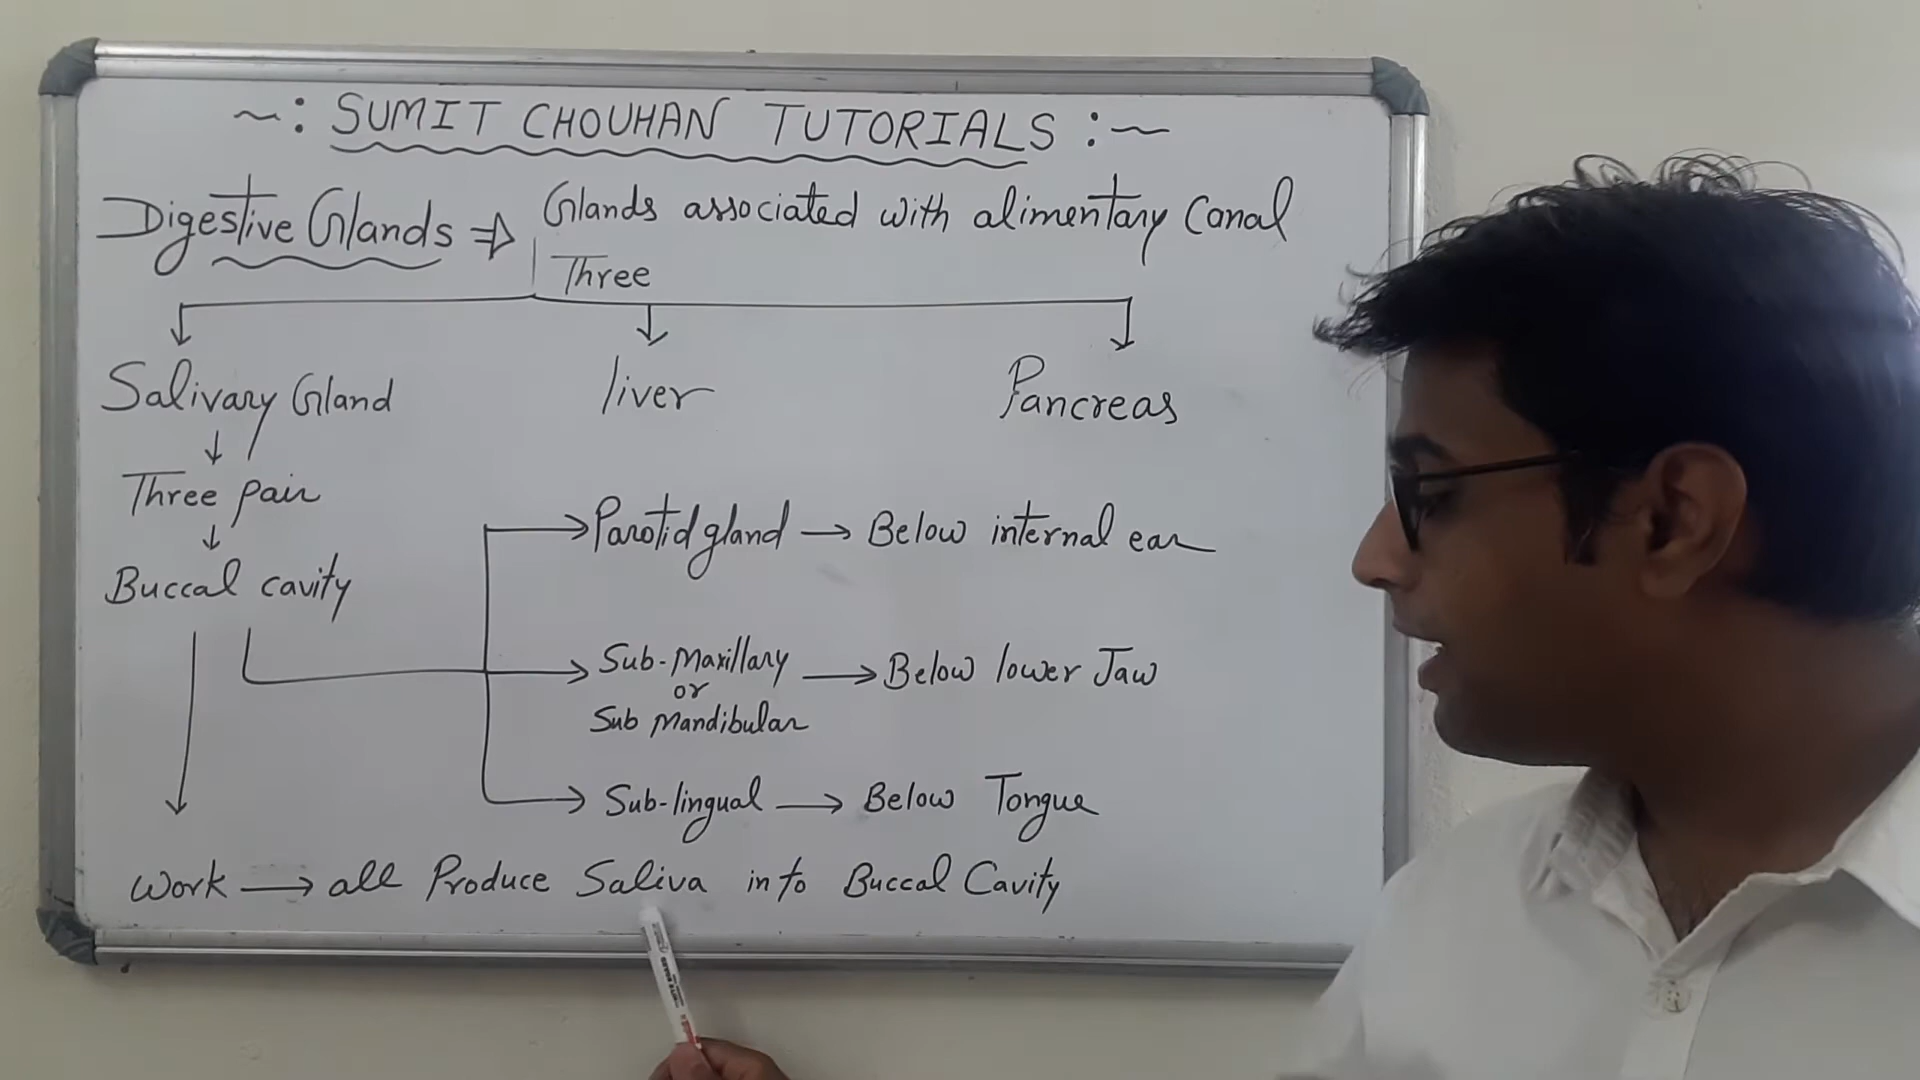 ~: SUMIT CHOUHAN TUTORIALS :~
Digestive Glands ⇒ Glands associated with alimentary Canal
Three
Salivary Gland
liver
Pancreas
↓
Three pair
↓
Buccal cavity
Parotid gland → Below internal ear
Sub-Maxillary → Below lower Jaw
or
Sub Mandibular
Sub-lingual → Below Tongue
Work → all Produce Saliva into Buccal Cavity